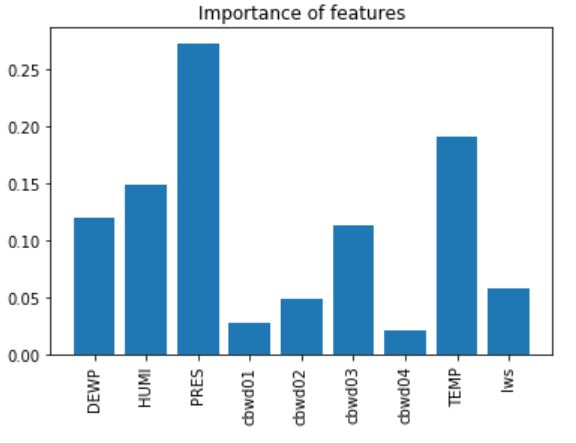 Importance of features
0.25
0.20
0.15
0.10
0.05
0.00
DEWP
HUMI
PRES
cbwd01
cbwd02
cbwd03
cbwd04
TEMP
Iws